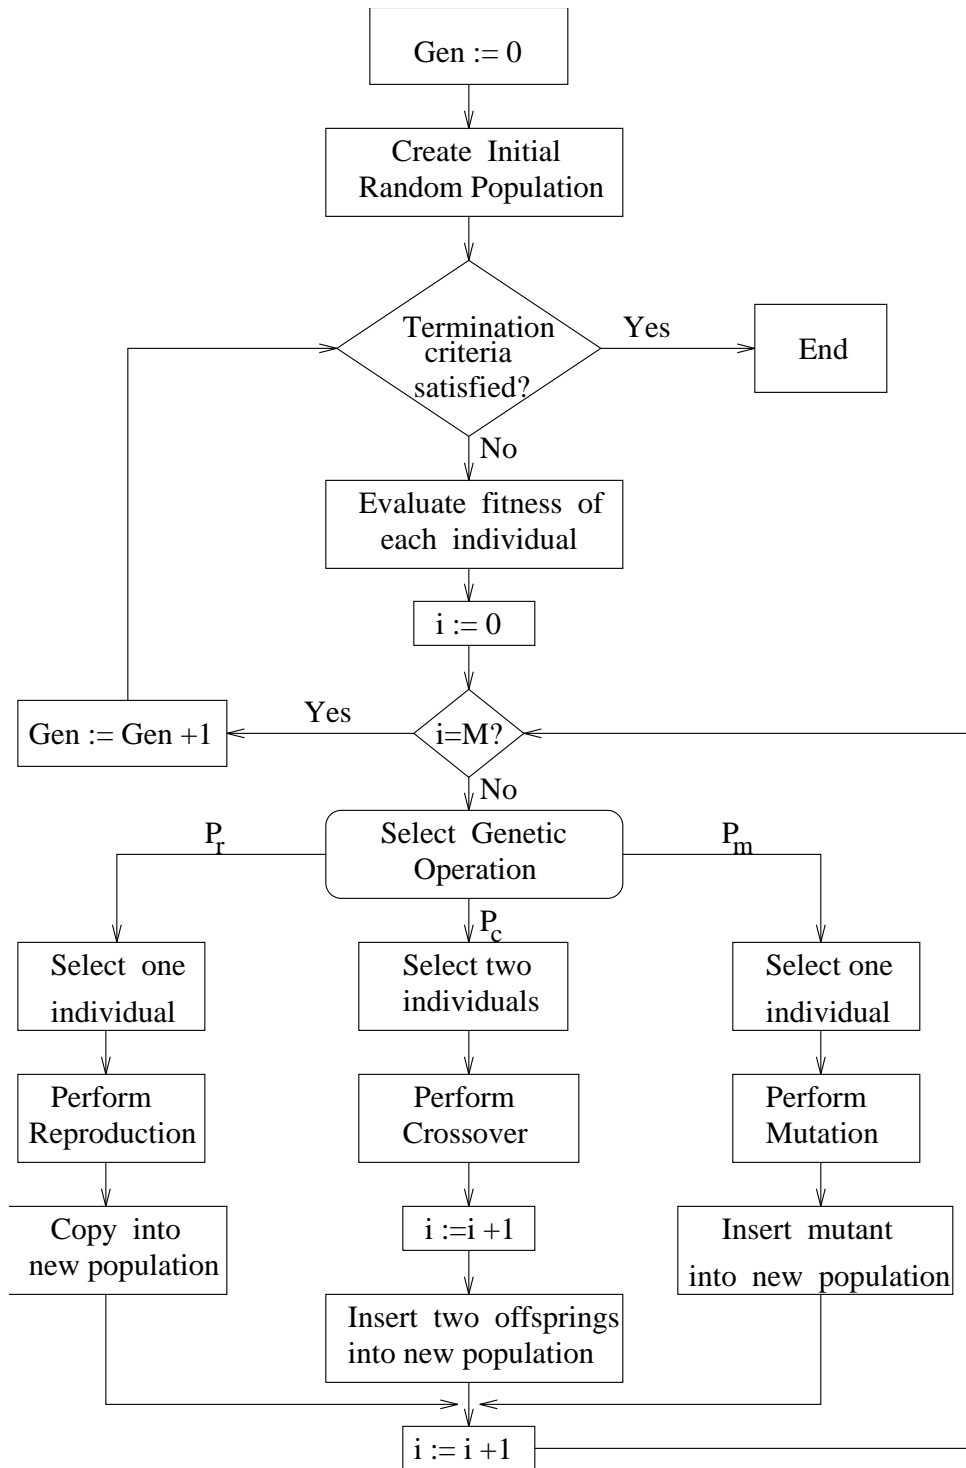 Gen := 0
Create Initial
Random Population
Termination
criteria
satisfied?
Yes
End
No
Evaluate fitness of
each individual
i := 0
i=M?
Yes
Gen := Gen +1
No
Select Genetic
Operation
Pr
Pm
Pc
Select one
individual
Select two
individuals
Select one
individual
Perform
Reproduction
Perform
Crossover
Perform
Mutation
Copy into
new population
i :=i +1
Insert mutant
into new population
Insert two offsprings
into new population
i := i +1